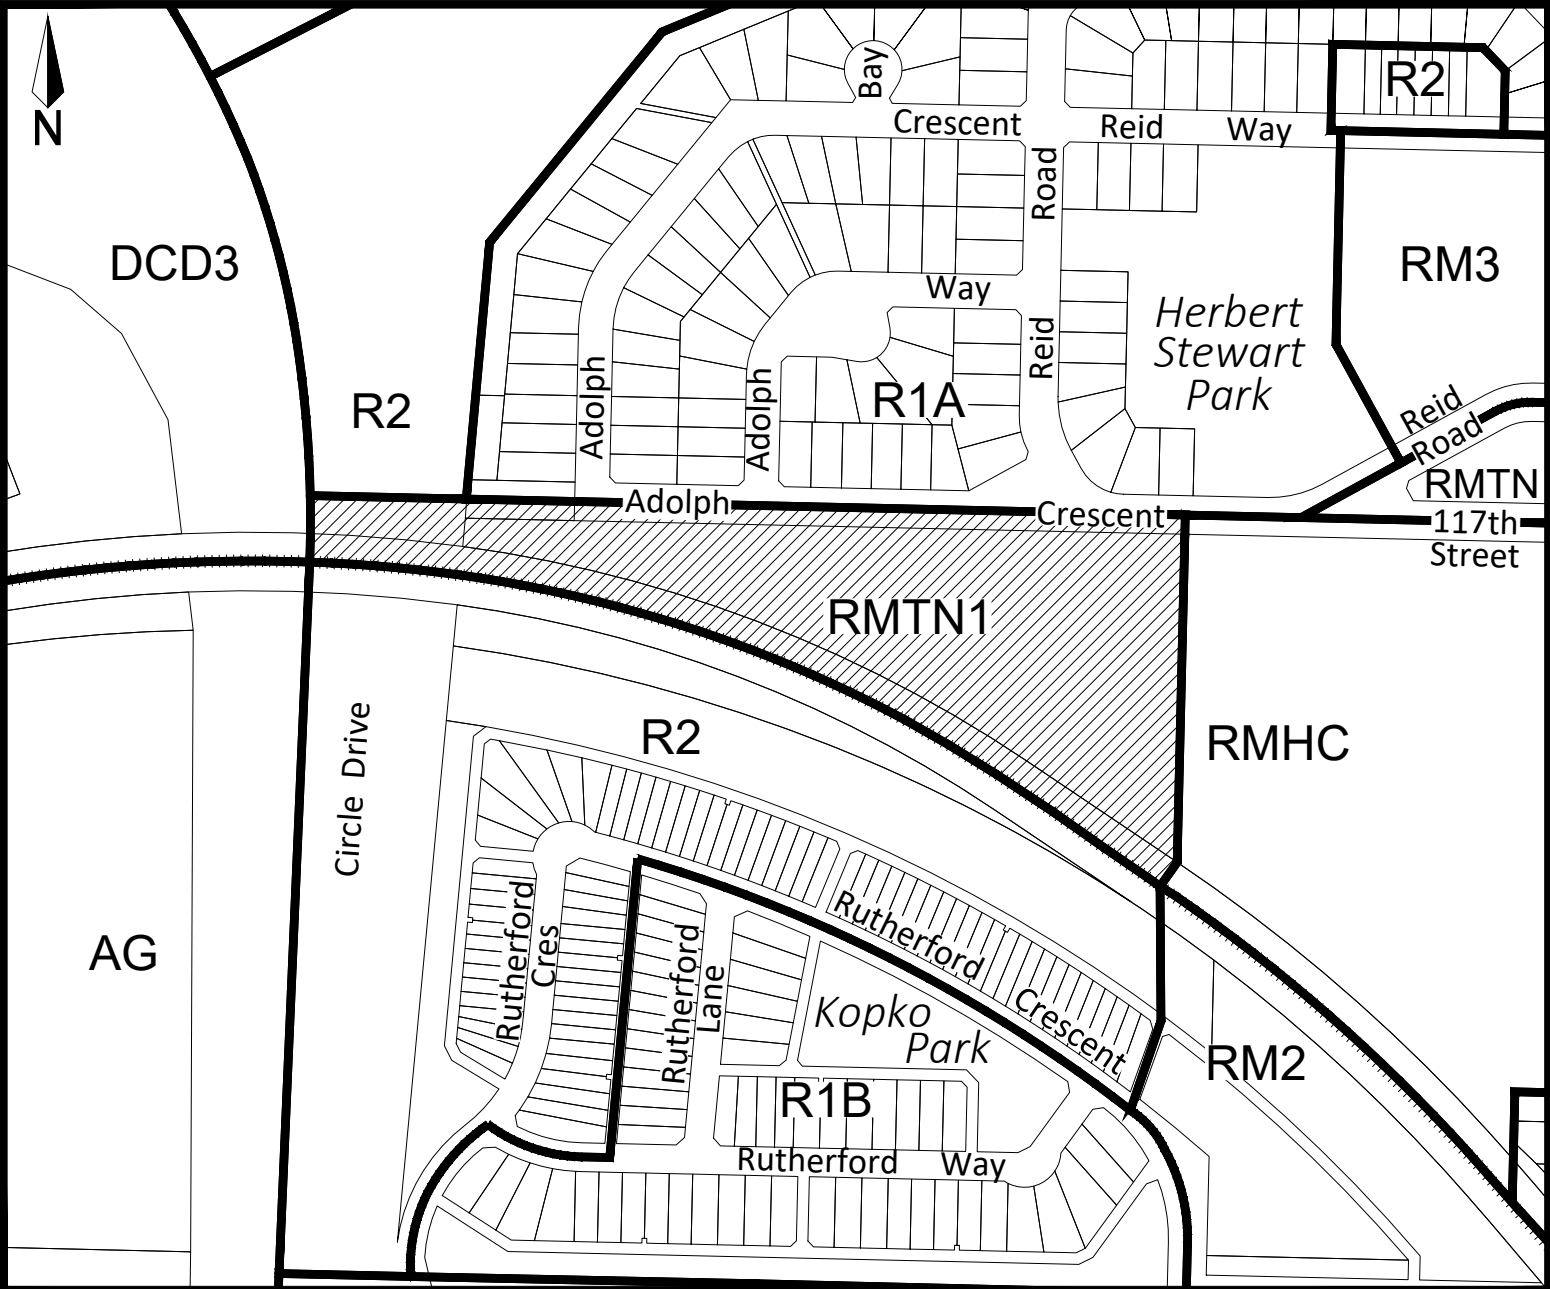 N
Bay
Crescent
Reid Way
R2
Road
DCD3
RM3
Way
Herbert
Stewart
Park
Reid
R2
Adolph
Adolph
R1A
Reid
Road
RMTN
Adolph
Crescent
117th
Street
RMTN1
R2
RMHC
Circle Drive
Rutherford
Cres
Rutherford
Lane
Rutherford
Crescent
AG
Kopko
Park
RM2
R1B
Rutherford Way